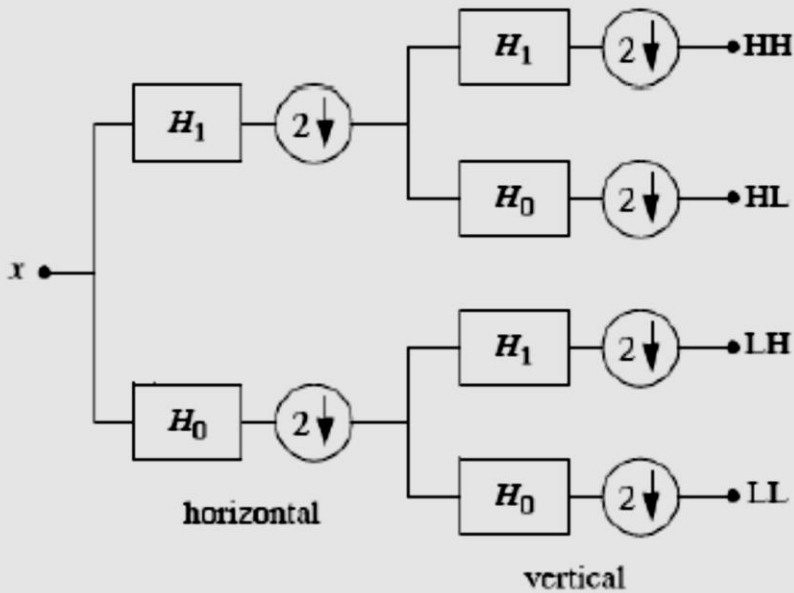 H1 2↓ HH
H1 2↓
H0 2↓ HL
x
H1 2↓ LH
H0 2↓
H0 2↓ LL
horizontal
vertical